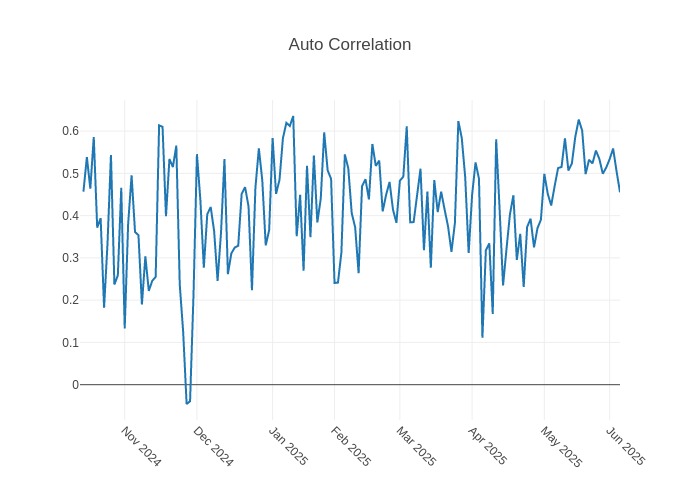 Auto Correlation
0.6
0.5
0.4
0.3
0.2
0.1
0
Nov 2024
Dec 2024
Jan 2025
Feb 2025
Mar 2025
Apr 2025
May 2025
Jun 2025